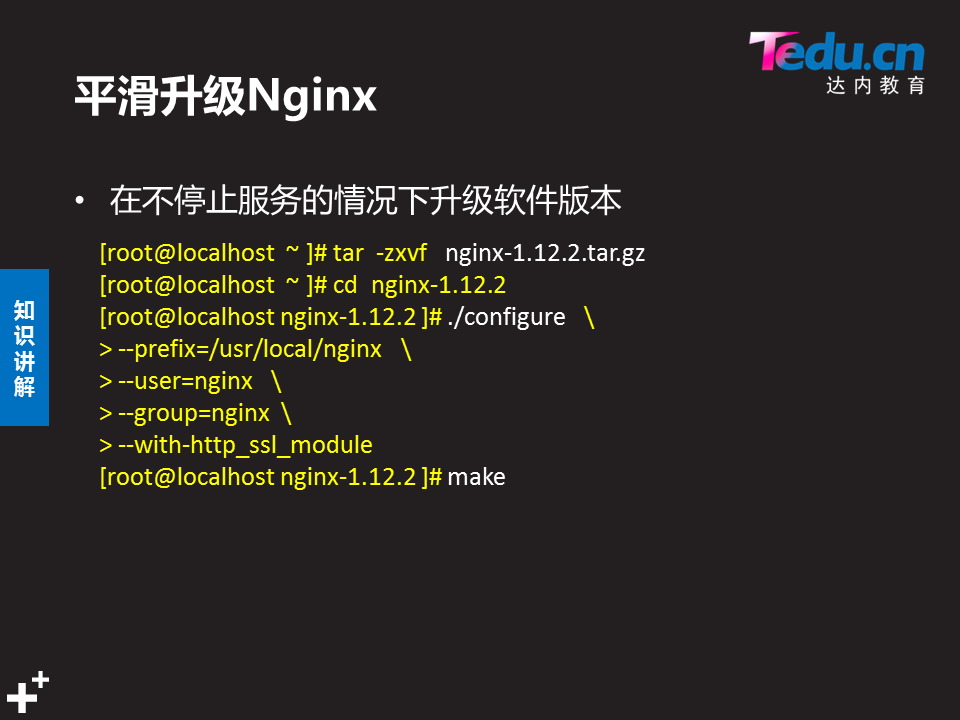 Tedu.cn
达内教育
平滑升级Nginx
• 在不停止服务的情况下升级软件版本
[root@localhost ~ ]# tar -zxvf nginx-1.12.2.tar.gz
[root@localhost ~ ]# cd nginx-1.12.2
[root@localhost nginx-1.12.2 ]# ./configure \
> --prefix=/usr/local/nginx \
> --user=nginx \
> --group=nginx \
> --with-http_ssl_module
[root@localhost nginx-1.12.2 ]# make
知识讲解